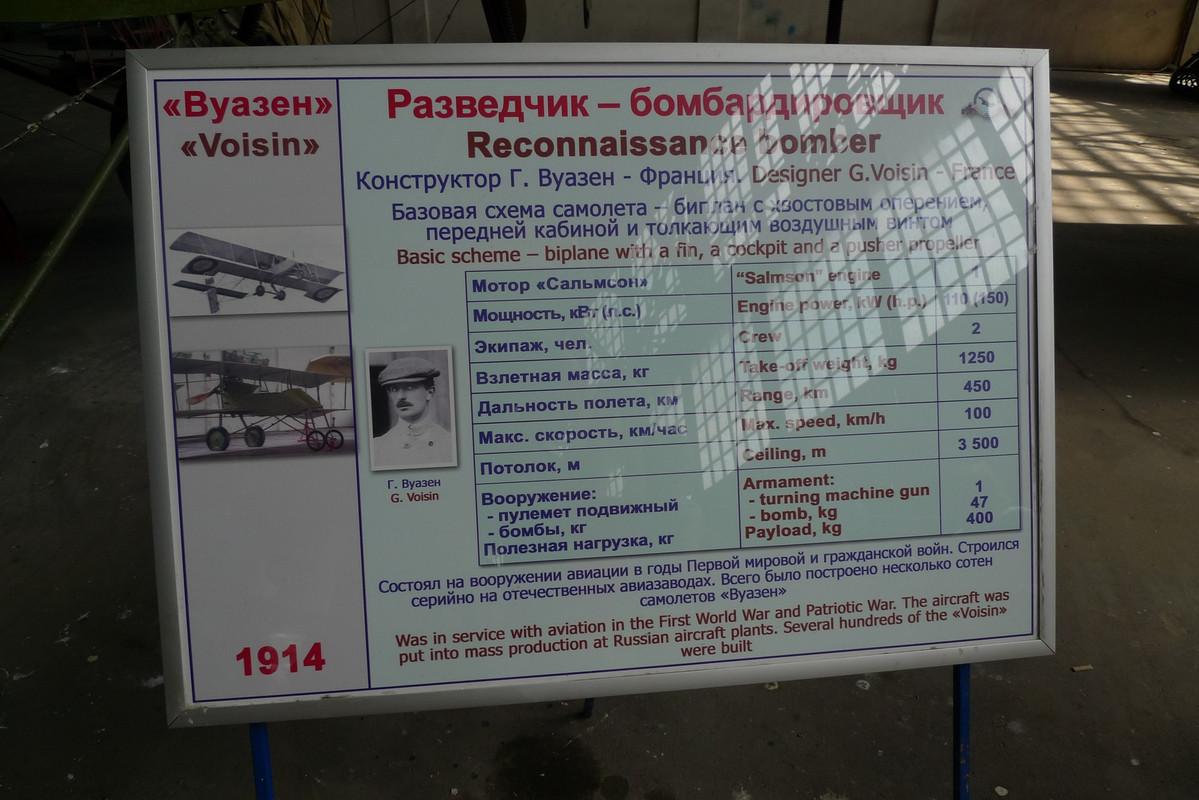 «Вуазен»
«Voisin»
1914
Разведчик – бомбардировщик
Reconnaissance bomber
Конструктор Г. Вуазен - Франция. Designer G.Voisin - France
Базовая схема самолета – биплан с хвостовым оперением,
передней кабиной и толкающим воздушным винтом
Basic scheme – biplane with a fin, a cockpit and a pusher propeller
Г. Вуазен
G. Voisin
Мотор «Сальмсон» “Salmson” engine 1
Мощность, кВт (л.с.) Engine power, kW (h.p.) 110 (150)
Экипаж, чел. Crew 2
Взлетная масса, кг Take-off weight, kg 1250
Дальность полета, км Range, km 450
Макс. скорость, км/час Max. speed, km/h 100
Потолок, м Ceiling, m 3 500
Вооружение: Armament:
- пулемет подвижный - turning machine gun 1
- бомбы, кг - bomb, kg 47
Полезная нагрузка, кг Payload, kg 400
Состоял на вооружении авиации в годы Первой мировой и гражданской войн. Строился
серийно на отечественных авиазаводах. Всего было построено несколько сотен
самолетов «Вуазен»
Was in service with aviation in the First World War and Patriotic War. The aircraft was
put into mass production at Russian aircraft plants. Several hundreds of the «Voisin»
were built